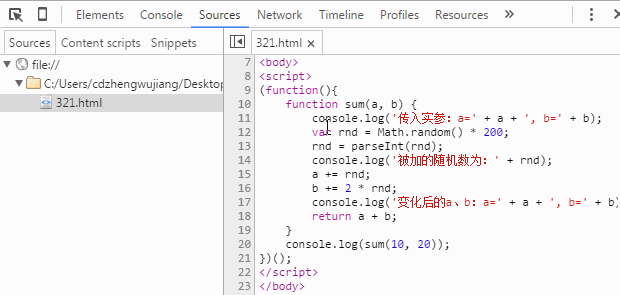 Elements Console Sources Network Timeline Profiles Resources »
Sources Content scripts Snippets
321.html ×
file://
C:/Users/cdzhengwujiang/Desktop
321.html
7 <body>
8 <script>
9 (function(){
10 function sum(a, b) {
11 console.log('传入实参：a=' + a + ', b=' + b);
12 var rnd = Math.random() * 200;
13 rnd = parseInt(rnd);
14 console.log('被加的随机数为：' + rnd);
15 a += rnd;
16 b += 2 * rnd;
17 console.log('变化后的a、b：a=' + a + ', b=' + b
18 return a + b;
19 }
20 console.log(sum(10, 20));
21 })();
22 </script>
23 </body>